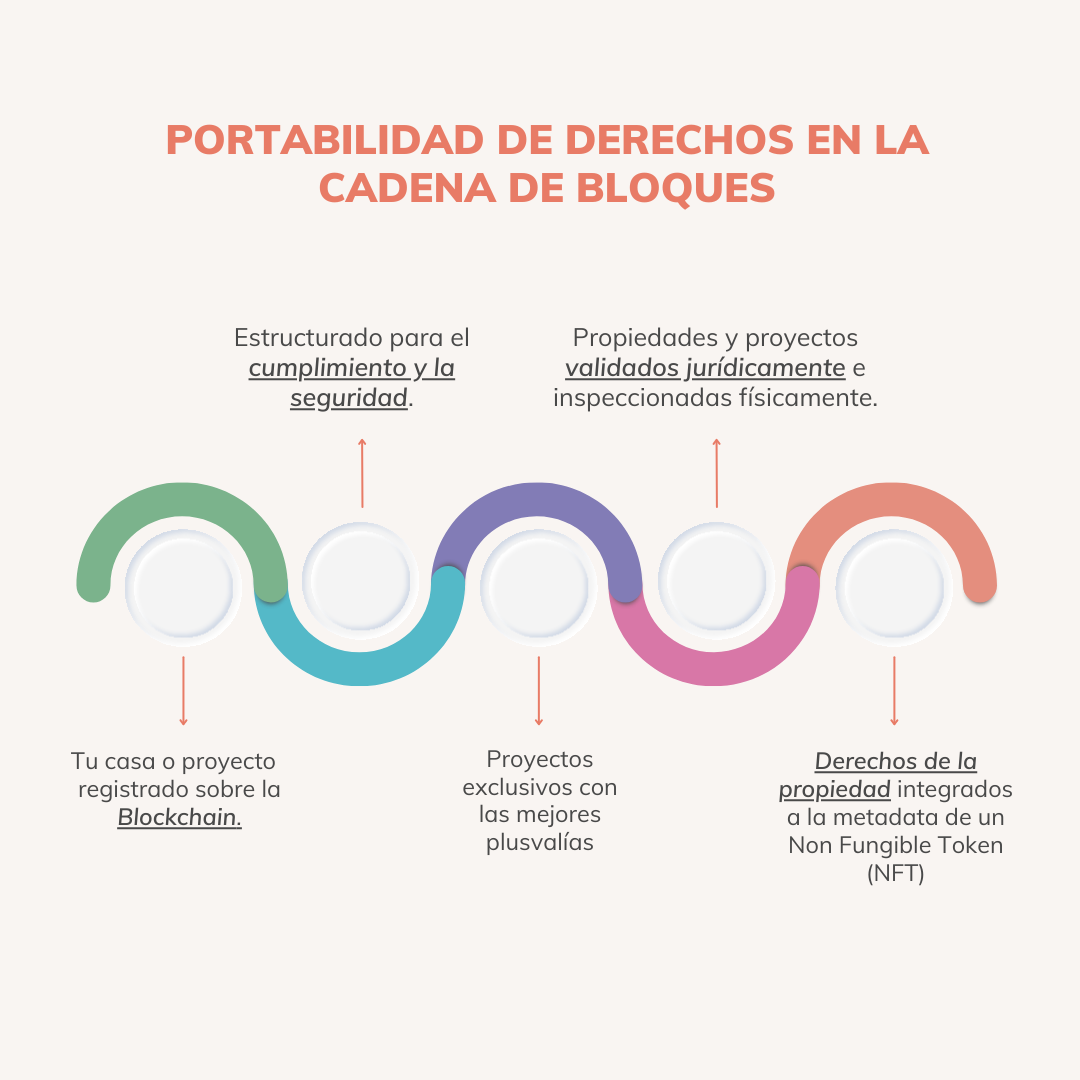 PORTABILIDAD DE DERECHOS EN LA
CADENA DE BLOQUES
Estructurado para el
cumplimiento y la
seguridad.
Propiedades y proyectos
validados jurídicamente e
inspeccionadas físicamente.
Tu casa o proyecto
registrado sobre la
Blockchain.
Proyectos
exclusivos con
las mejores
plusvalías
Derechos de la
propiedad integrados
a la metadata de un
Non Fungible Token
(NFT)